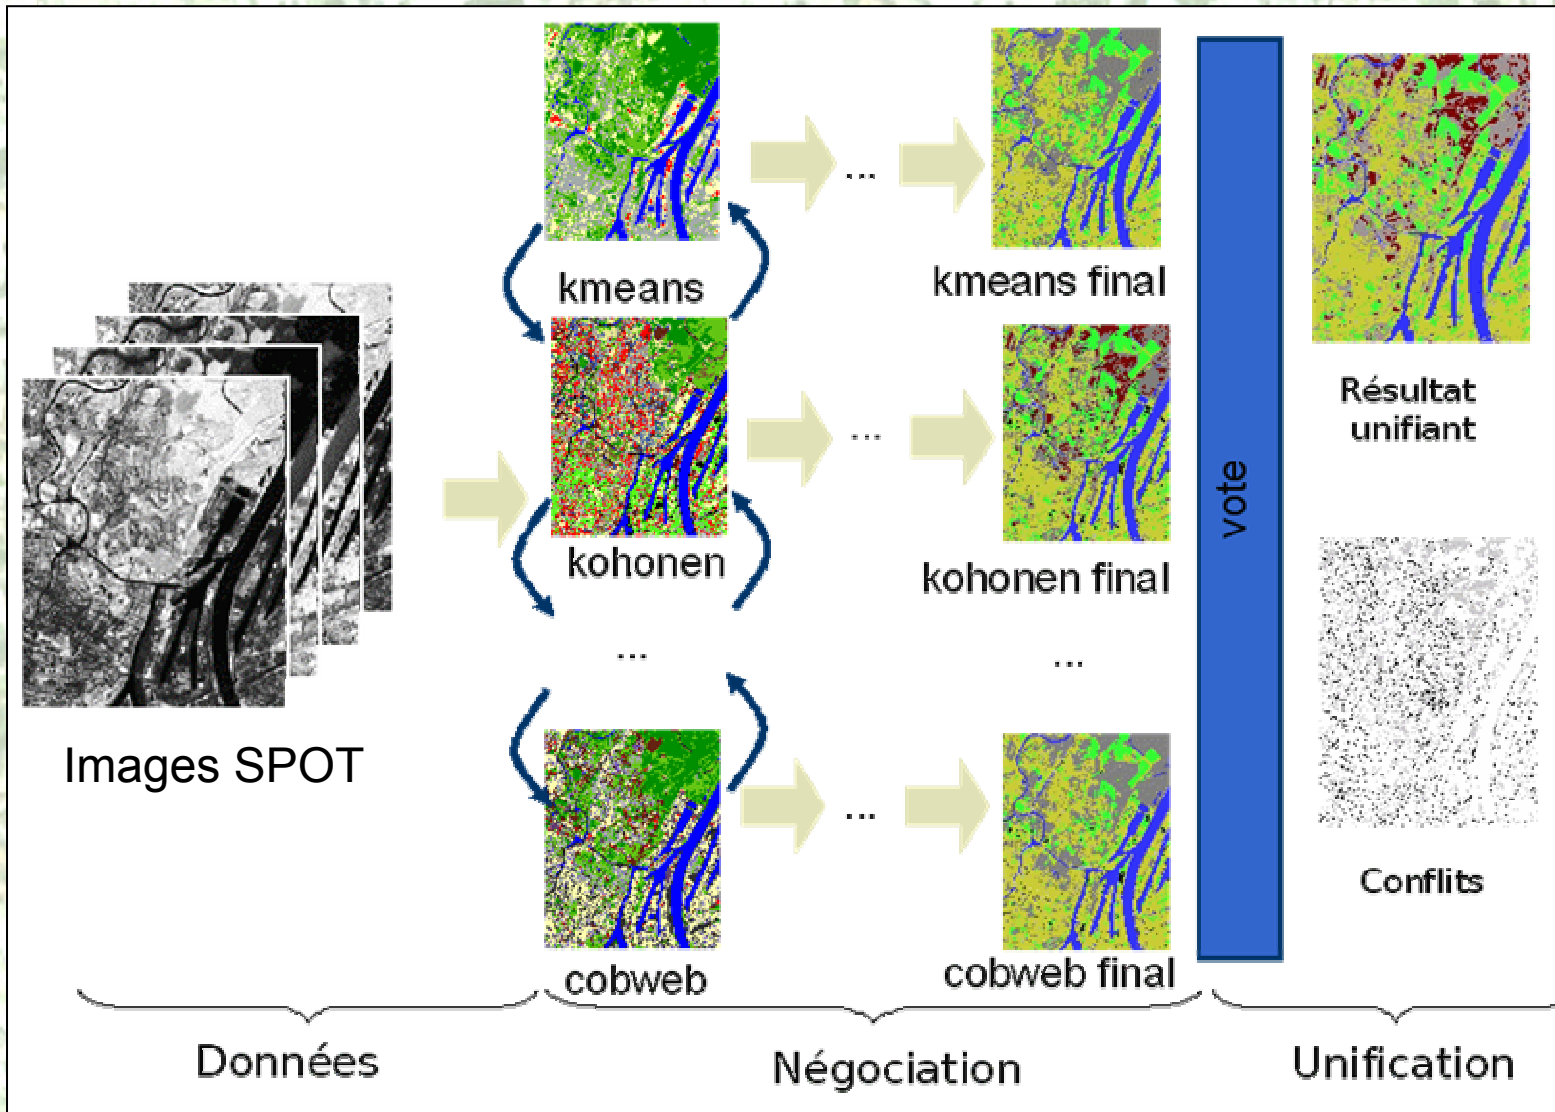 kmeans
...
kmeans final
kohonen
...
kohonen final
...
...
cobweb
...
cobweb final
Images SPOT
vote
Résultat
unifiant
Conflits
Données
Négociation
Unification